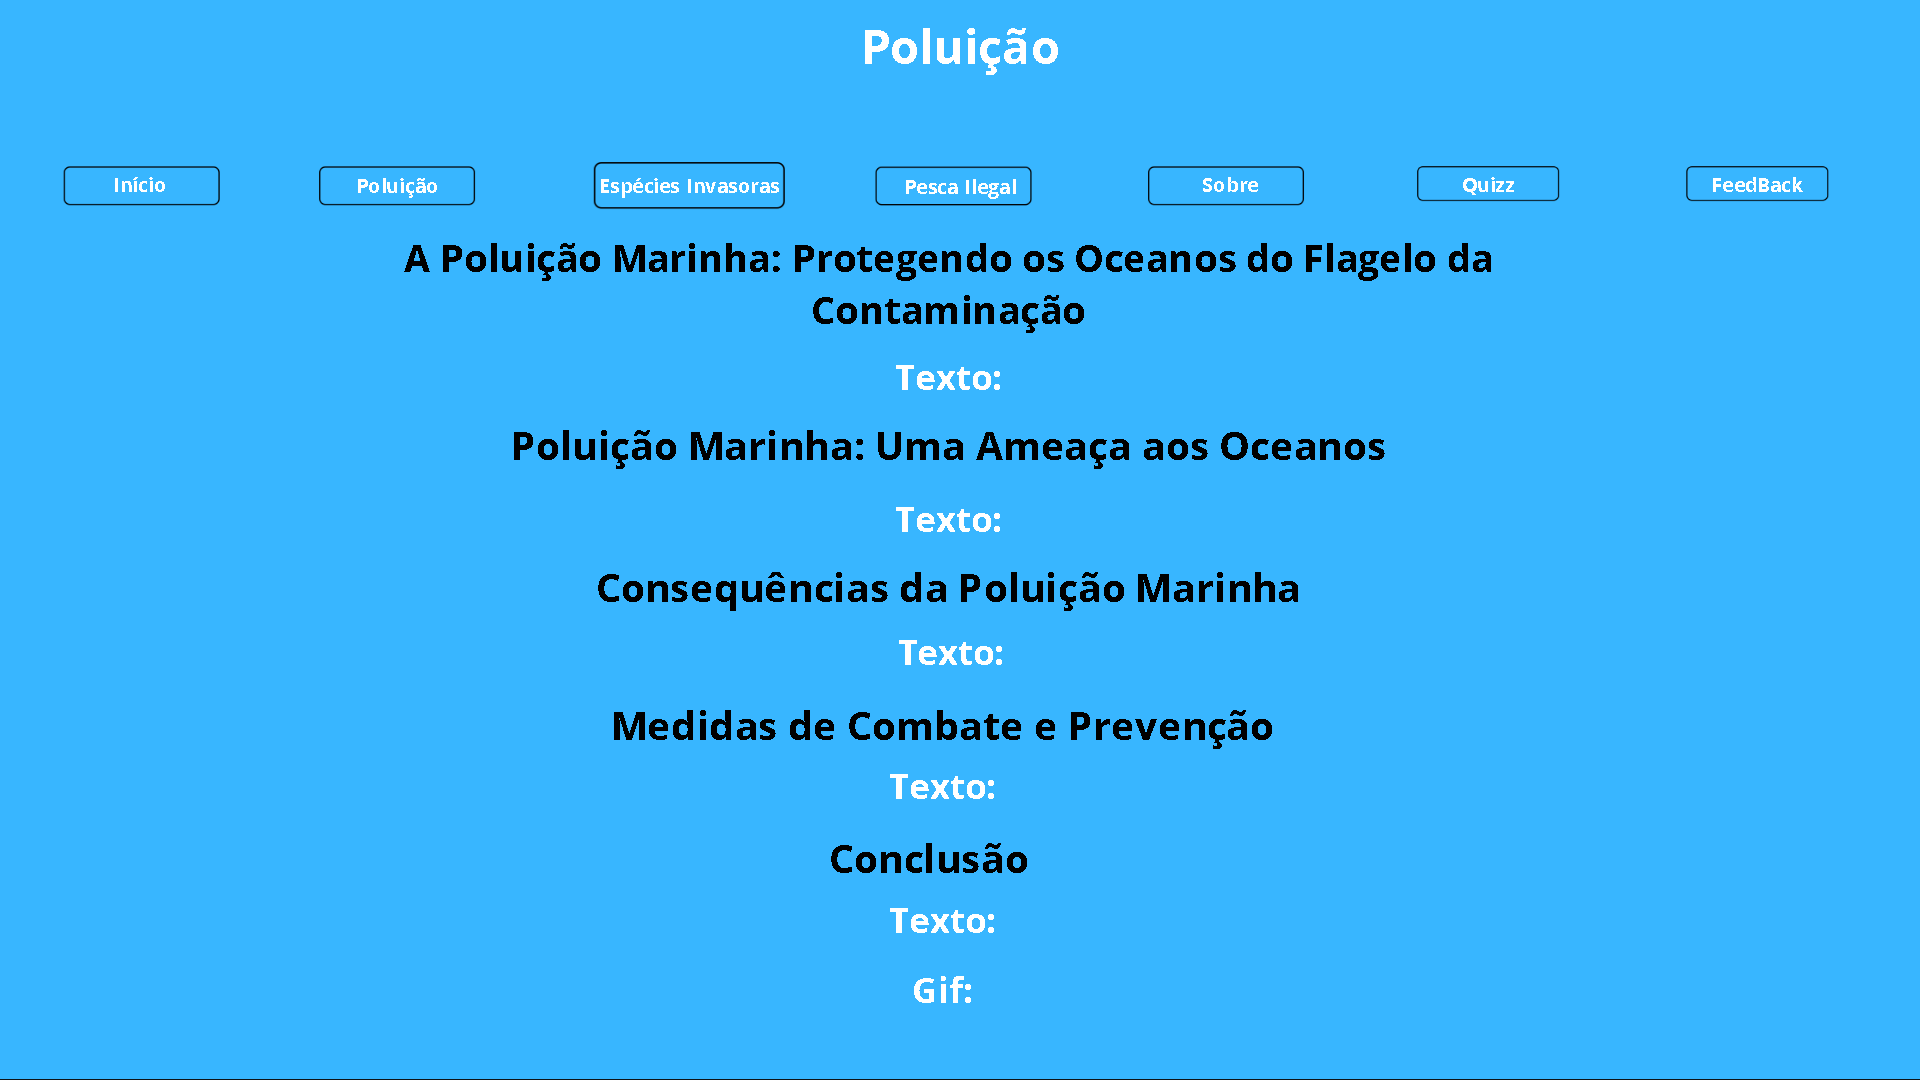 Poluição
Início
Poluição
Espécies Invasoras
Pesca Ilegal
Sobre
Quizz
FeedBack
A Poluição Marinha: Protegendo os Oceanos do Flagelo da
Contaminação
Texto:
Poluição Marinha: Uma Ameaça aos Oceanos
Texto:
Consequências da Poluição Marinha
Texto:
Medidas de Combate e Prevenção
Texto:
Conclusão
Texto:
Gif: